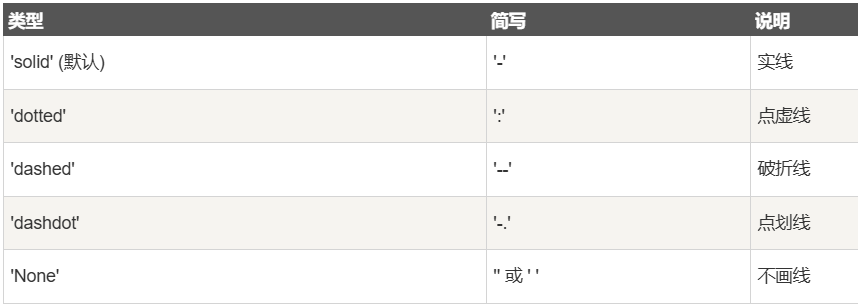 类型 简写 说明
'solid' (默认) '-' 实线
'dotted' ':' 点虚线
'dashed' '--' 破折线
'dashdot' '-.' 点划线
'None' '' 或 ' ' 不画线